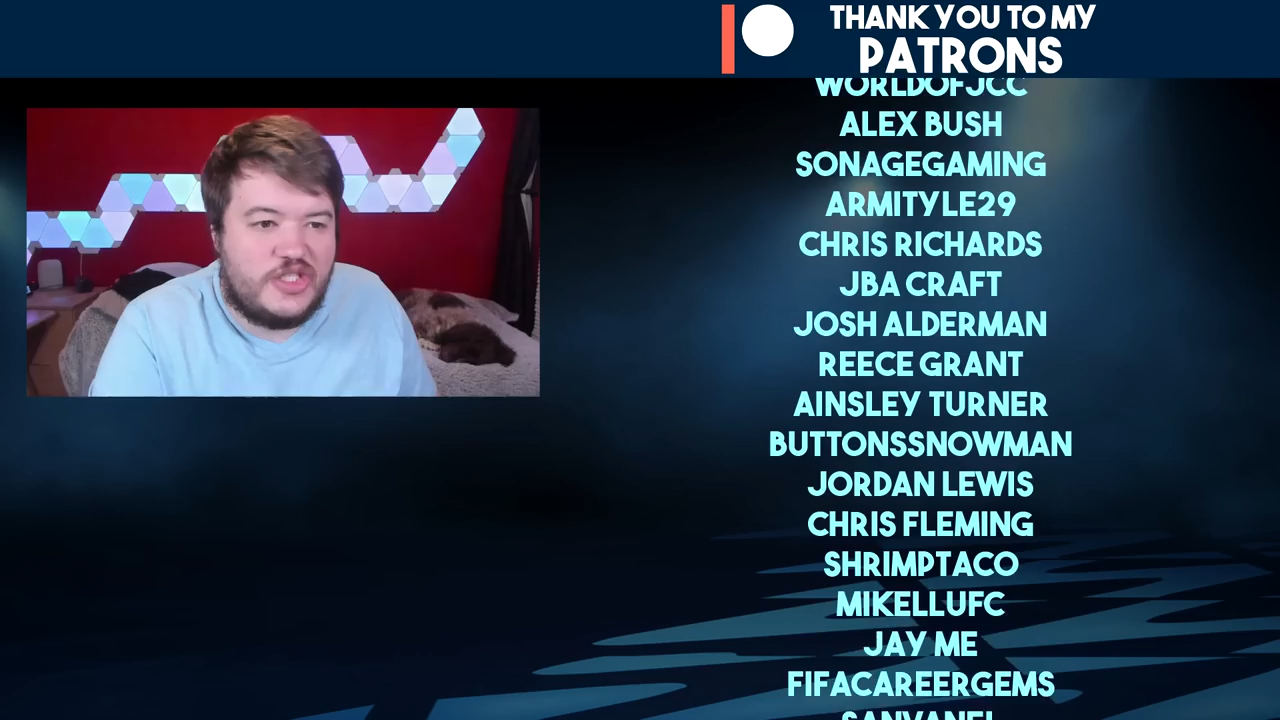 THANK YOU TO MY
PATRONS
WORLDOFJCC
ALEX BUSH
SONAGEGAMING
ARMITYLE29
CHRIS RICHARDS
JBA CRAFT
JOSH ALDERMAN
REECE GRANT
AINSLEY TURNER
BUTTONSSNOWMAN
JORDAN LEWIS
CHRIS FLEMING
SHRIMPTACO
MIKELLUFC
JAY ME
FIFACAREERGEMS